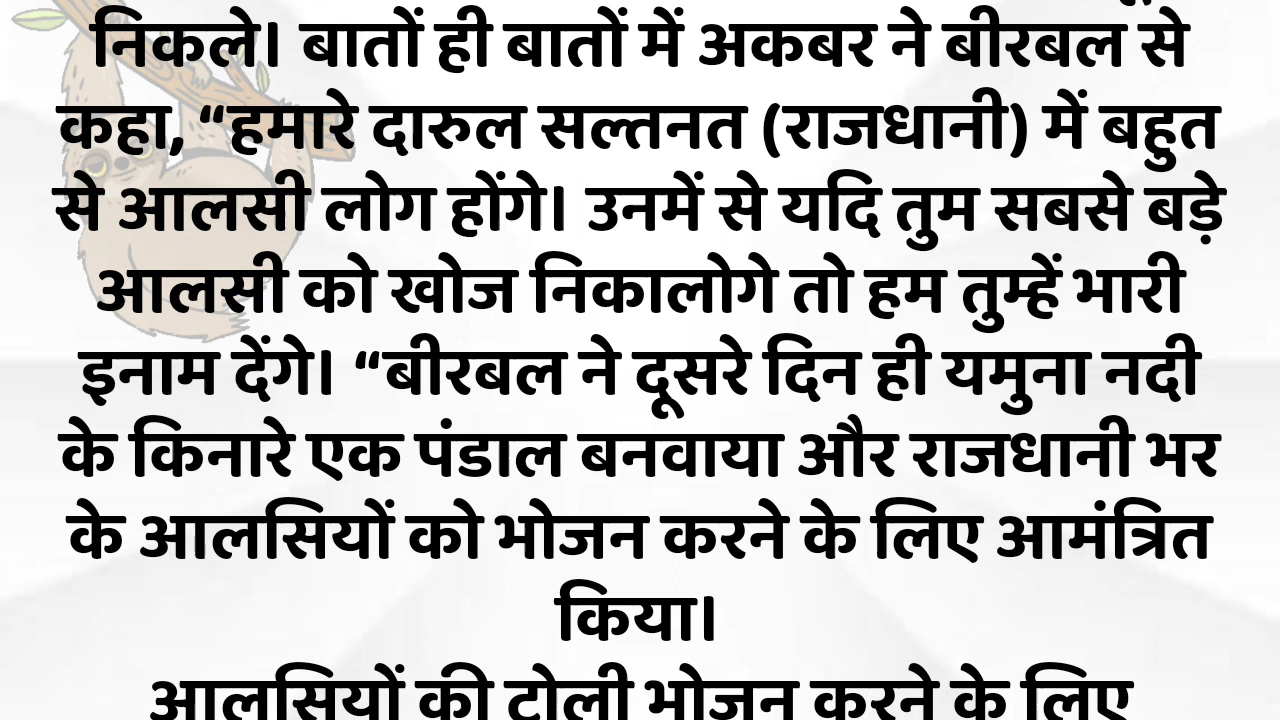 निकले। बातों ही बातों में अकबर ने बीरबल से
कहा, “हमारे दारुल सल्तनत (राजधानी) में बहुत
से आलसी लोग होंगे। उनमें से यदि तुम सबसे बड़े
आलसी को खोज निकालोगे तो हम तुम्हें भारी
इनाम देंगे। “बीरबल ने दूसरे दिन ही यमुना नदी
के किनारे एक पंडाल बनवाया और राजधानी भर
के आलसियों को भोजन करने के लिए आमंत्रित
किया।
आलसियों की टोली भोजन करने के लिए